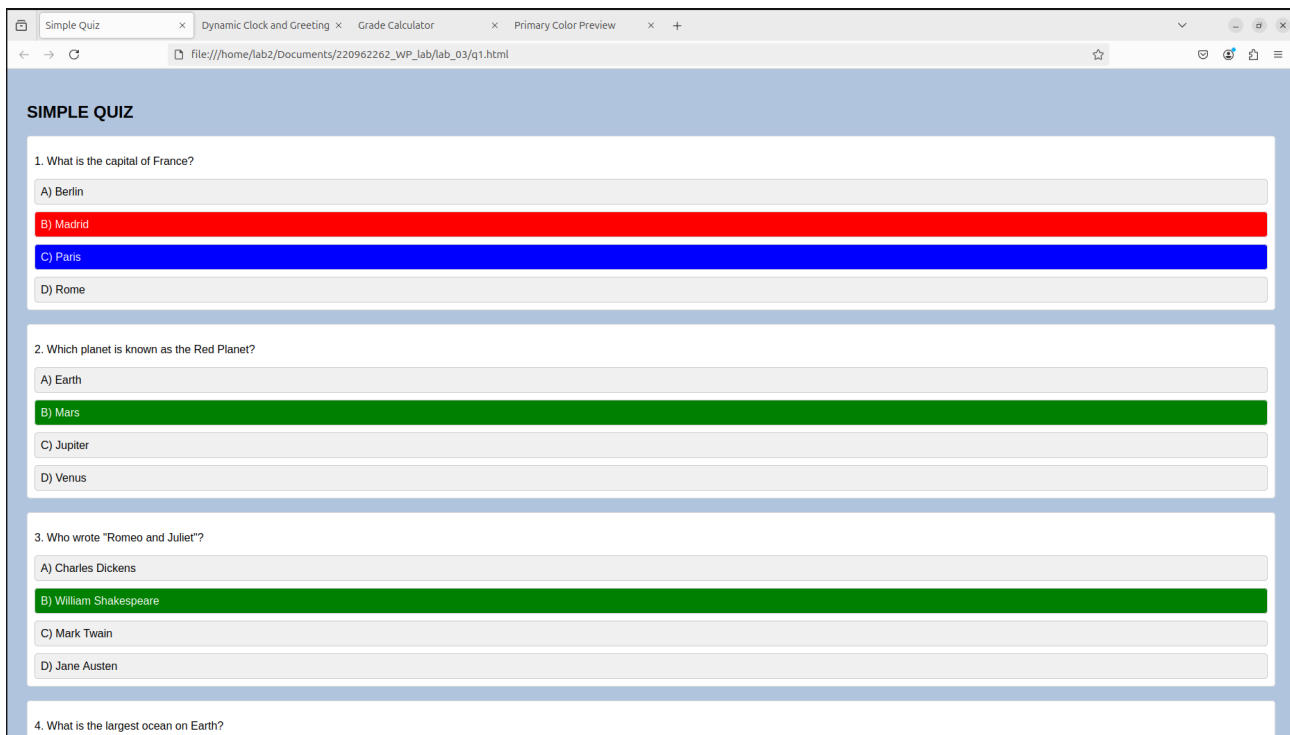 Simple Quiz × Dynamic Clock and Greeting × Grade Calculator × Primary Color Preview × +
file:///home/lab2/Documents/220962262_WP_lab/lab_03/q1.html
SIMPLE QUIZ
1. What is the capital of France?
A) Berlin
B) Madrid
C) Paris
D) Rome
2. Which planet is known as the Red Planet?
A) Earth
B) Mars
C) Jupiter
D) Venus
3. Who wrote "Romeo and Juliet"?
A) Charles Dickens
B) William Shakespeare
C) Mark Twain
D) Jane Austen
4. What is the largest ocean on Earth?